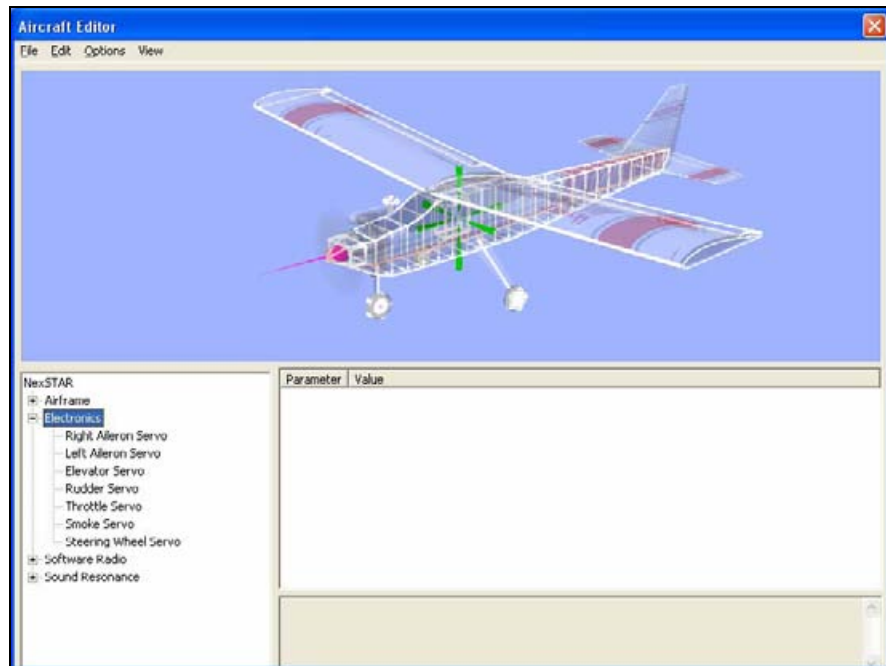 Aircraft Editor
File Edit Options View
NexSTAR
Airframe
Electronics
Right Aileron Servo
Left Aileron Servo
Elevator Servo
Rudder Servo
Throttle Servo
Smoke Servo
Steering Wheel Servo
Software Radio
Sound Resonance
Parameter Value